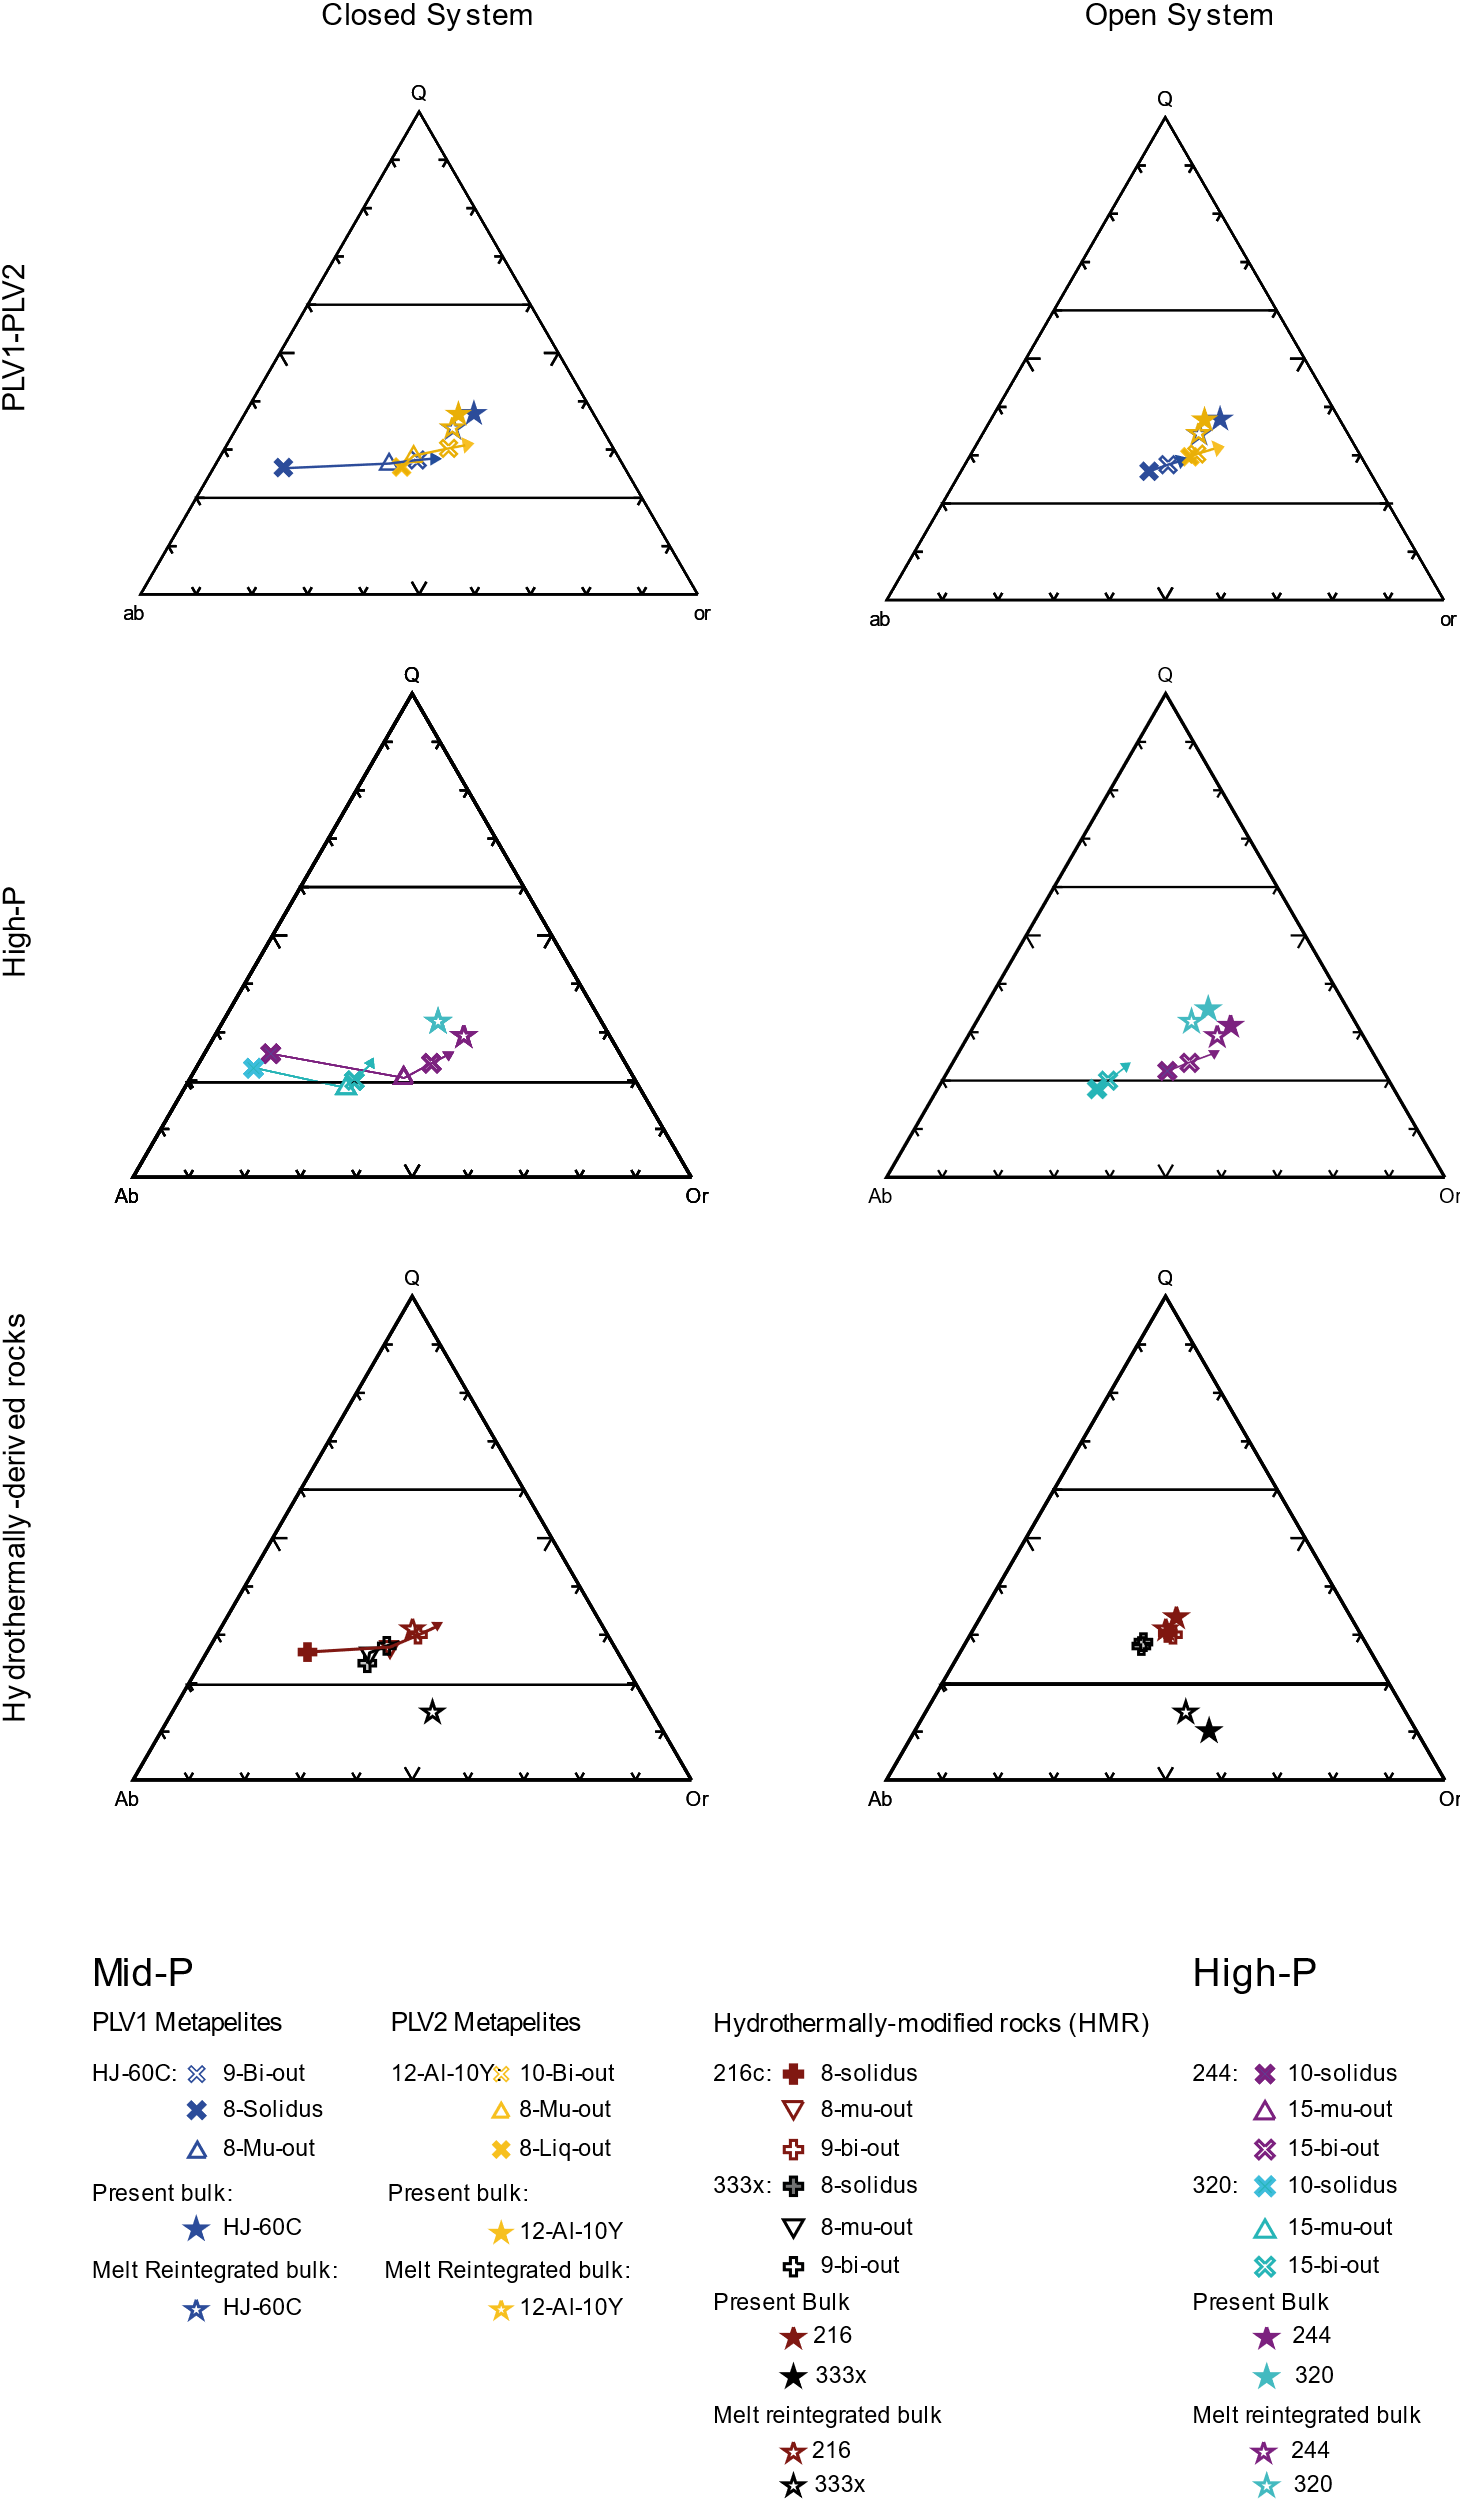 Closed System
Open System
PLV1-PLV2
Q
Q
ab
or
ab
or
High-P
Q
Q
Ab
Or
Ab
Or
Hydrothermally-derived rocks
Q
Q
Ab
Or
Ab
Or
Mid-P
High-P
PLV1 Metapelites
PLV2 Metapelites
Hydrothermally-modified rocks (HMR)
HJ-60C: 9-Bi-out
8-Solidus
8-Mu-out
Present bulk:
HJ-60C
Melt Reintegrated bulk:
HJ-60C
12-AI-10Y: 10-Bi-out
8-Mu-out
8-Liq-out
Present bulk:
12-AI-10Y
Melt Reintegrated bulk:
12-AI-10Y
216c: 8-solidus
8-mu-out
9-bi-out
333x: 8-solidus
8-mu-out
9-bi-out
Present Bulk
216
333x
Melt reintegrated bulk
216
333x
244: 10-solidus
15-mu-out
15-bi-out
320: 10-solidus
15-mu-out
15-bi-out
Present Bulk
244
320
Melt reintegrated bulk
244
320